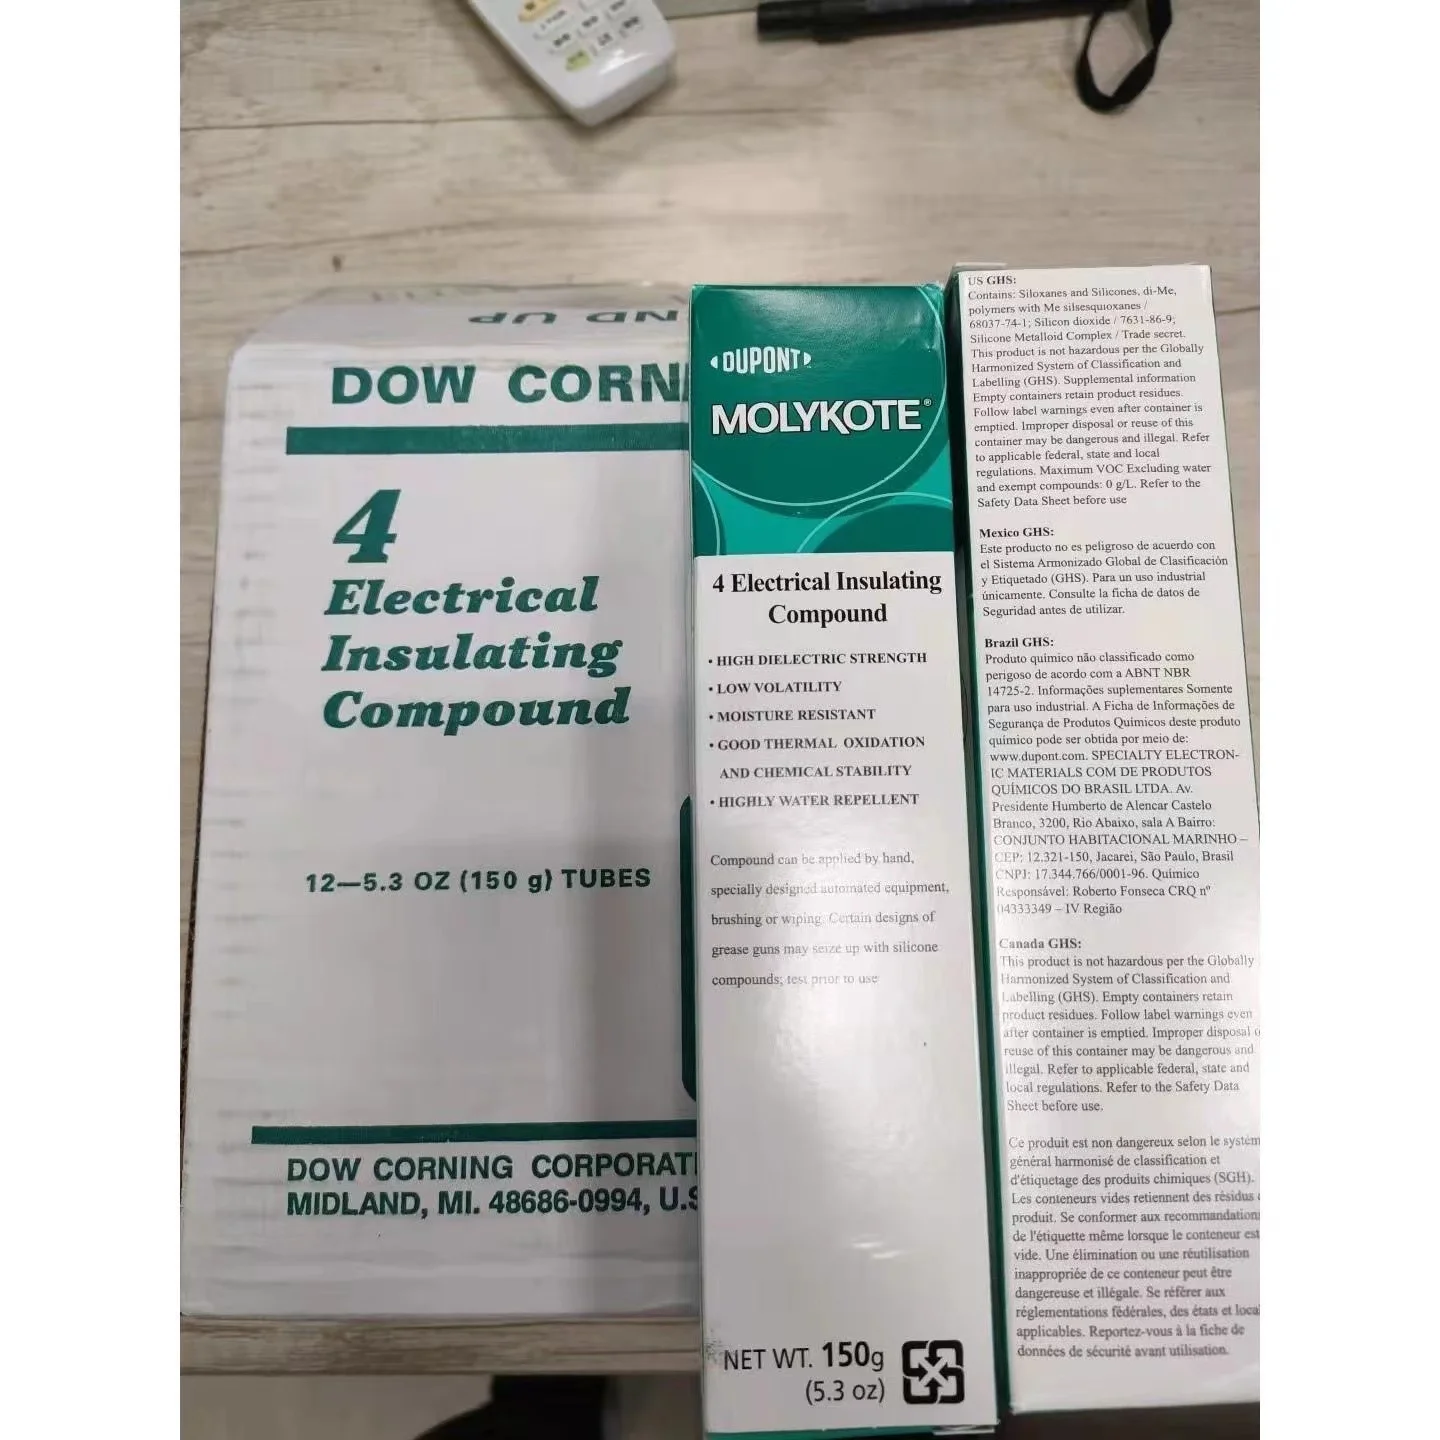 AND UP
DOW CORN
4
Electrical
Insulating
Compound
12—5.3 OZ (150 g) TUBES
DOW CORNING CORPORATI
MIDLAND, MI. 48686-0994, U.S
DUPONT
MOLYKOTE®
4 Electrical Insulating
Compound
• HIGH DIELECTRIC STRENGTH
• LOW VOLATILITY
• MOISTURE RESISTANT
• GOOD THERMAL OXIDATION
AND CHEMICAL STABILITY
• HIGHLY WATER REPELLENT
Compound can be applied by hand,
specially designed automated equipment,
brushing or wiping. Certain designs of
grease guns may seize up with silicone
compounds; test prior to use
NET WT. 150g
(5.3 oz)
US GHS:
Contains: Siloxanes and Silicones, di-Me,
polymers with Me silsesquioxanes /
68037-74-1; Silicon dioxide / 7631-86-9;
Silicone Metalloid Complex / Trade secret.
This product is not hazardous per the Globally
Harmonized System of Classification and
Labelling (GHS). Supplemental information
Empty containers retain product residues.
Follow label warnings even after container is
emptied. Improper disposal or reuse of this
container may be dangerous and illegal. Refer
to applicable federal, state and local
regulations. Maximum VOC Excluding water
and exempt compounds: 0 g/L. Refer to the
Safety Data Sheet before use
Mexico GHS:
Este producto no es peligroso de acuerdo con
el Sistema Armonizado Global de Clasificación
y Etiquetado (GHS). Para un uso industrial
únicamente. Consulte la ficha de datos de
Seguridad antes de utilizar.
Brazil GHS:
Produto químico não classificado como
perigoso de acordo com a ABNT NBR
14725-2. Informações suplementares Somente
para uso industrial. A Ficha de Informações de
Segurança de Produtos Químicos deste produto
químico pode ser obtida por meio de:
www.dupont.com. SPECIALTY ELECTRON-
IC MATERIALS COM DE PRODUTOS
QUÍMICOS DO BRASIL LTDA. Av.
Presidente Humberto de Alencar Castelo
Branco, 3200, Rio Abaixo, sala A Bairro:
CONJUNTO HABITACIONAL MARINHO –
CEP: 12.321-150, Jacarei, São Paulo, Brasil
CNPJ: 17.344.766/0001-96. Químico
Responsável: Roberto Fonseca CRQ nº
04333349 – IV Região
Canada GHS:
This product is not hazardous per the Globally
Harmonized System of Classification and
Labelling (GHS). Empty containers retain
product residues. Follow label warnings even
after container is emptied. Improper disposal o
reuse of this container may be dangerous and
illegal. Refer to applicable federal, state and
local regulations. Refer to the Safety Data
Sheet before use.
Ce produit est non dangereux selon le systèm
général harmonisé de classification et
d'étiquetage des produits chimiques (SGH).
Les conteneurs vides retiennent des résidus
produit. Se conformer aux recommandation
de l'étiquette même lorsque le conteneur est
vide. Une élimination ou une réutilisation
inappropriée de ce conteneur peut être
dangereuse et illégale. Se référer aux
réglementations fédérales, des états et loca
applicables. Reportez-vous à la fiche de
données de sécurité avant utilisation.